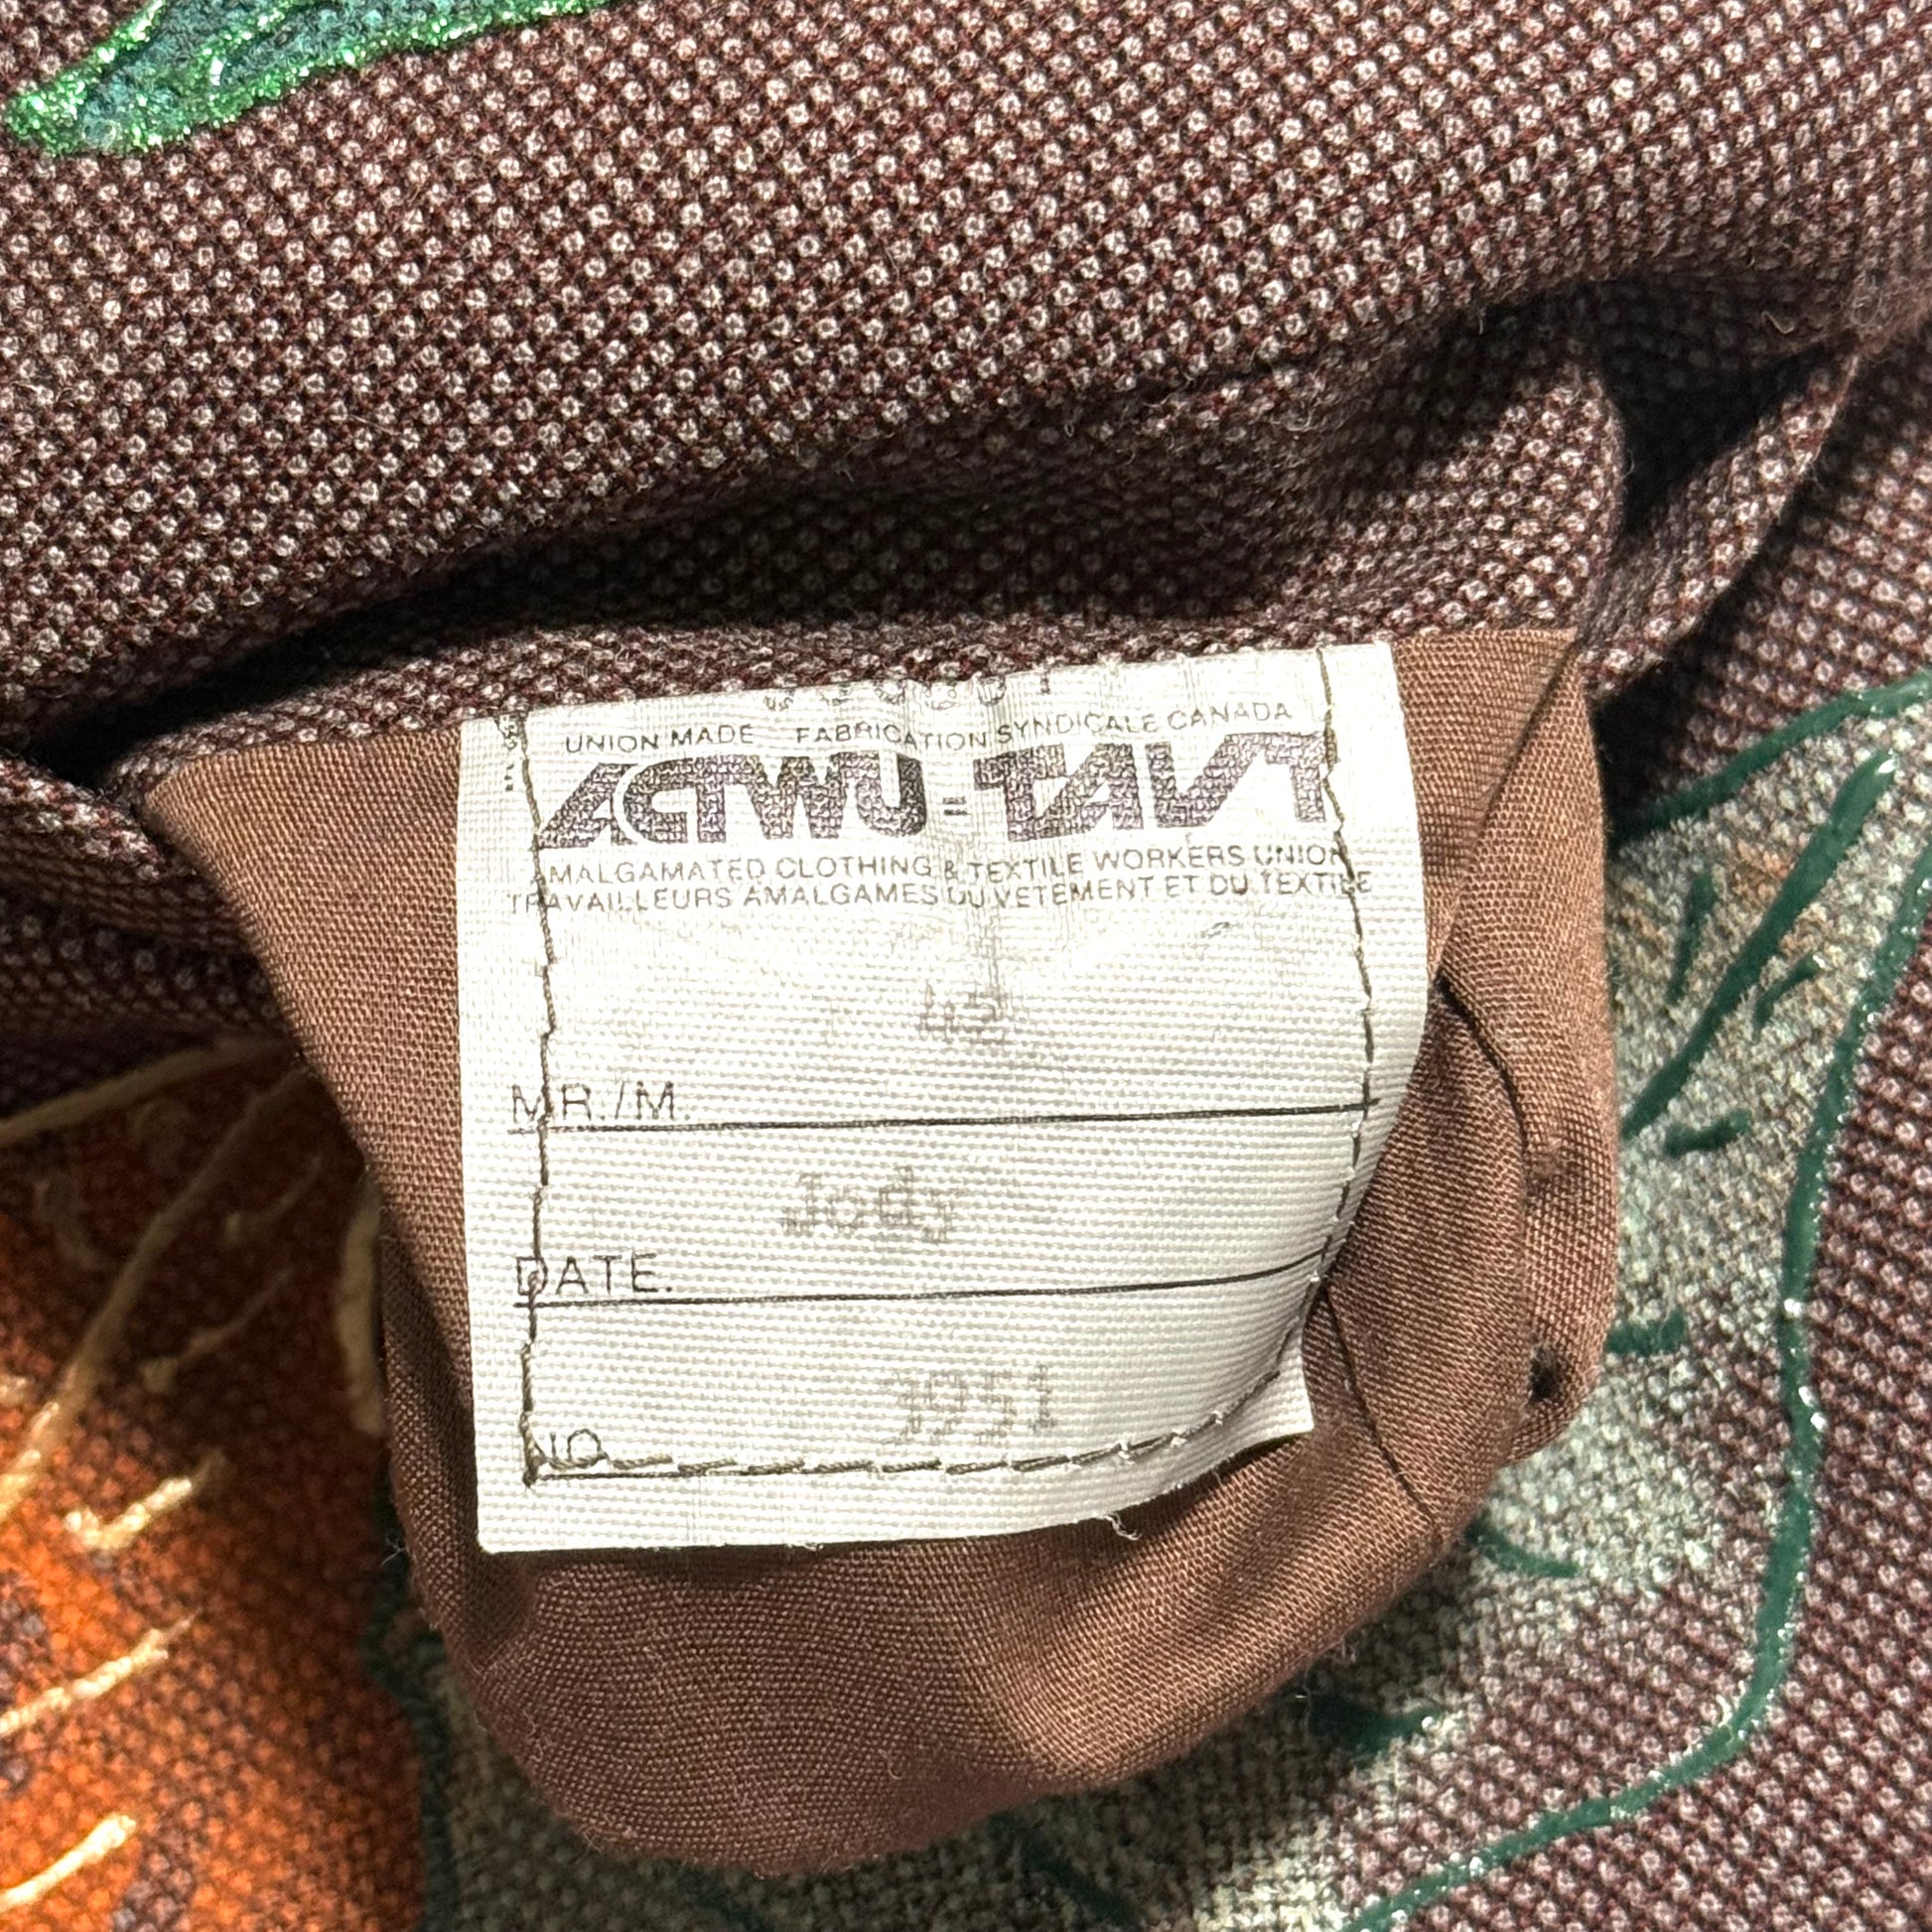 UNION MADE FABRICATION SYNDICALE CANADA
ACTWU = TAVT
AMALGAMATED CLOTHING & TEXTILE WORKERS UNION
TRAVAILLEURS AMALGAMES DU VETEMENT ET DU TEXTILE
42
MR./M.
Jody
DATE.
NO.